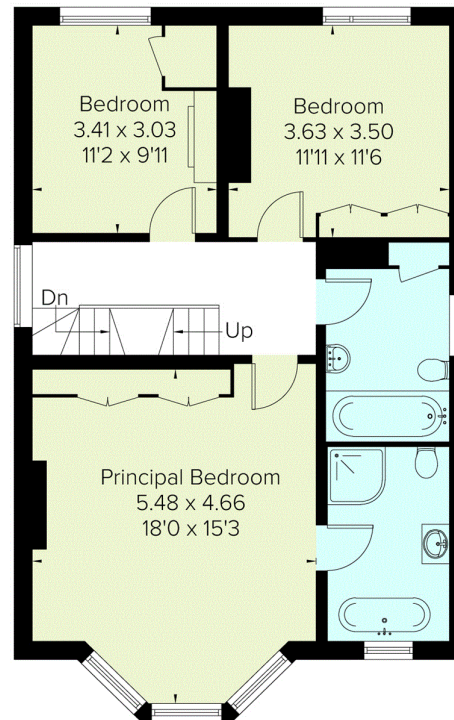 Bedroom
3.41 x 3.03
11'2 x 9'11
Bedroom
3.63 x 3.50
11'11 x 11'6
Dn
Up
Principal Bedroom
5.48 x 4.66
18'0 x 15'3